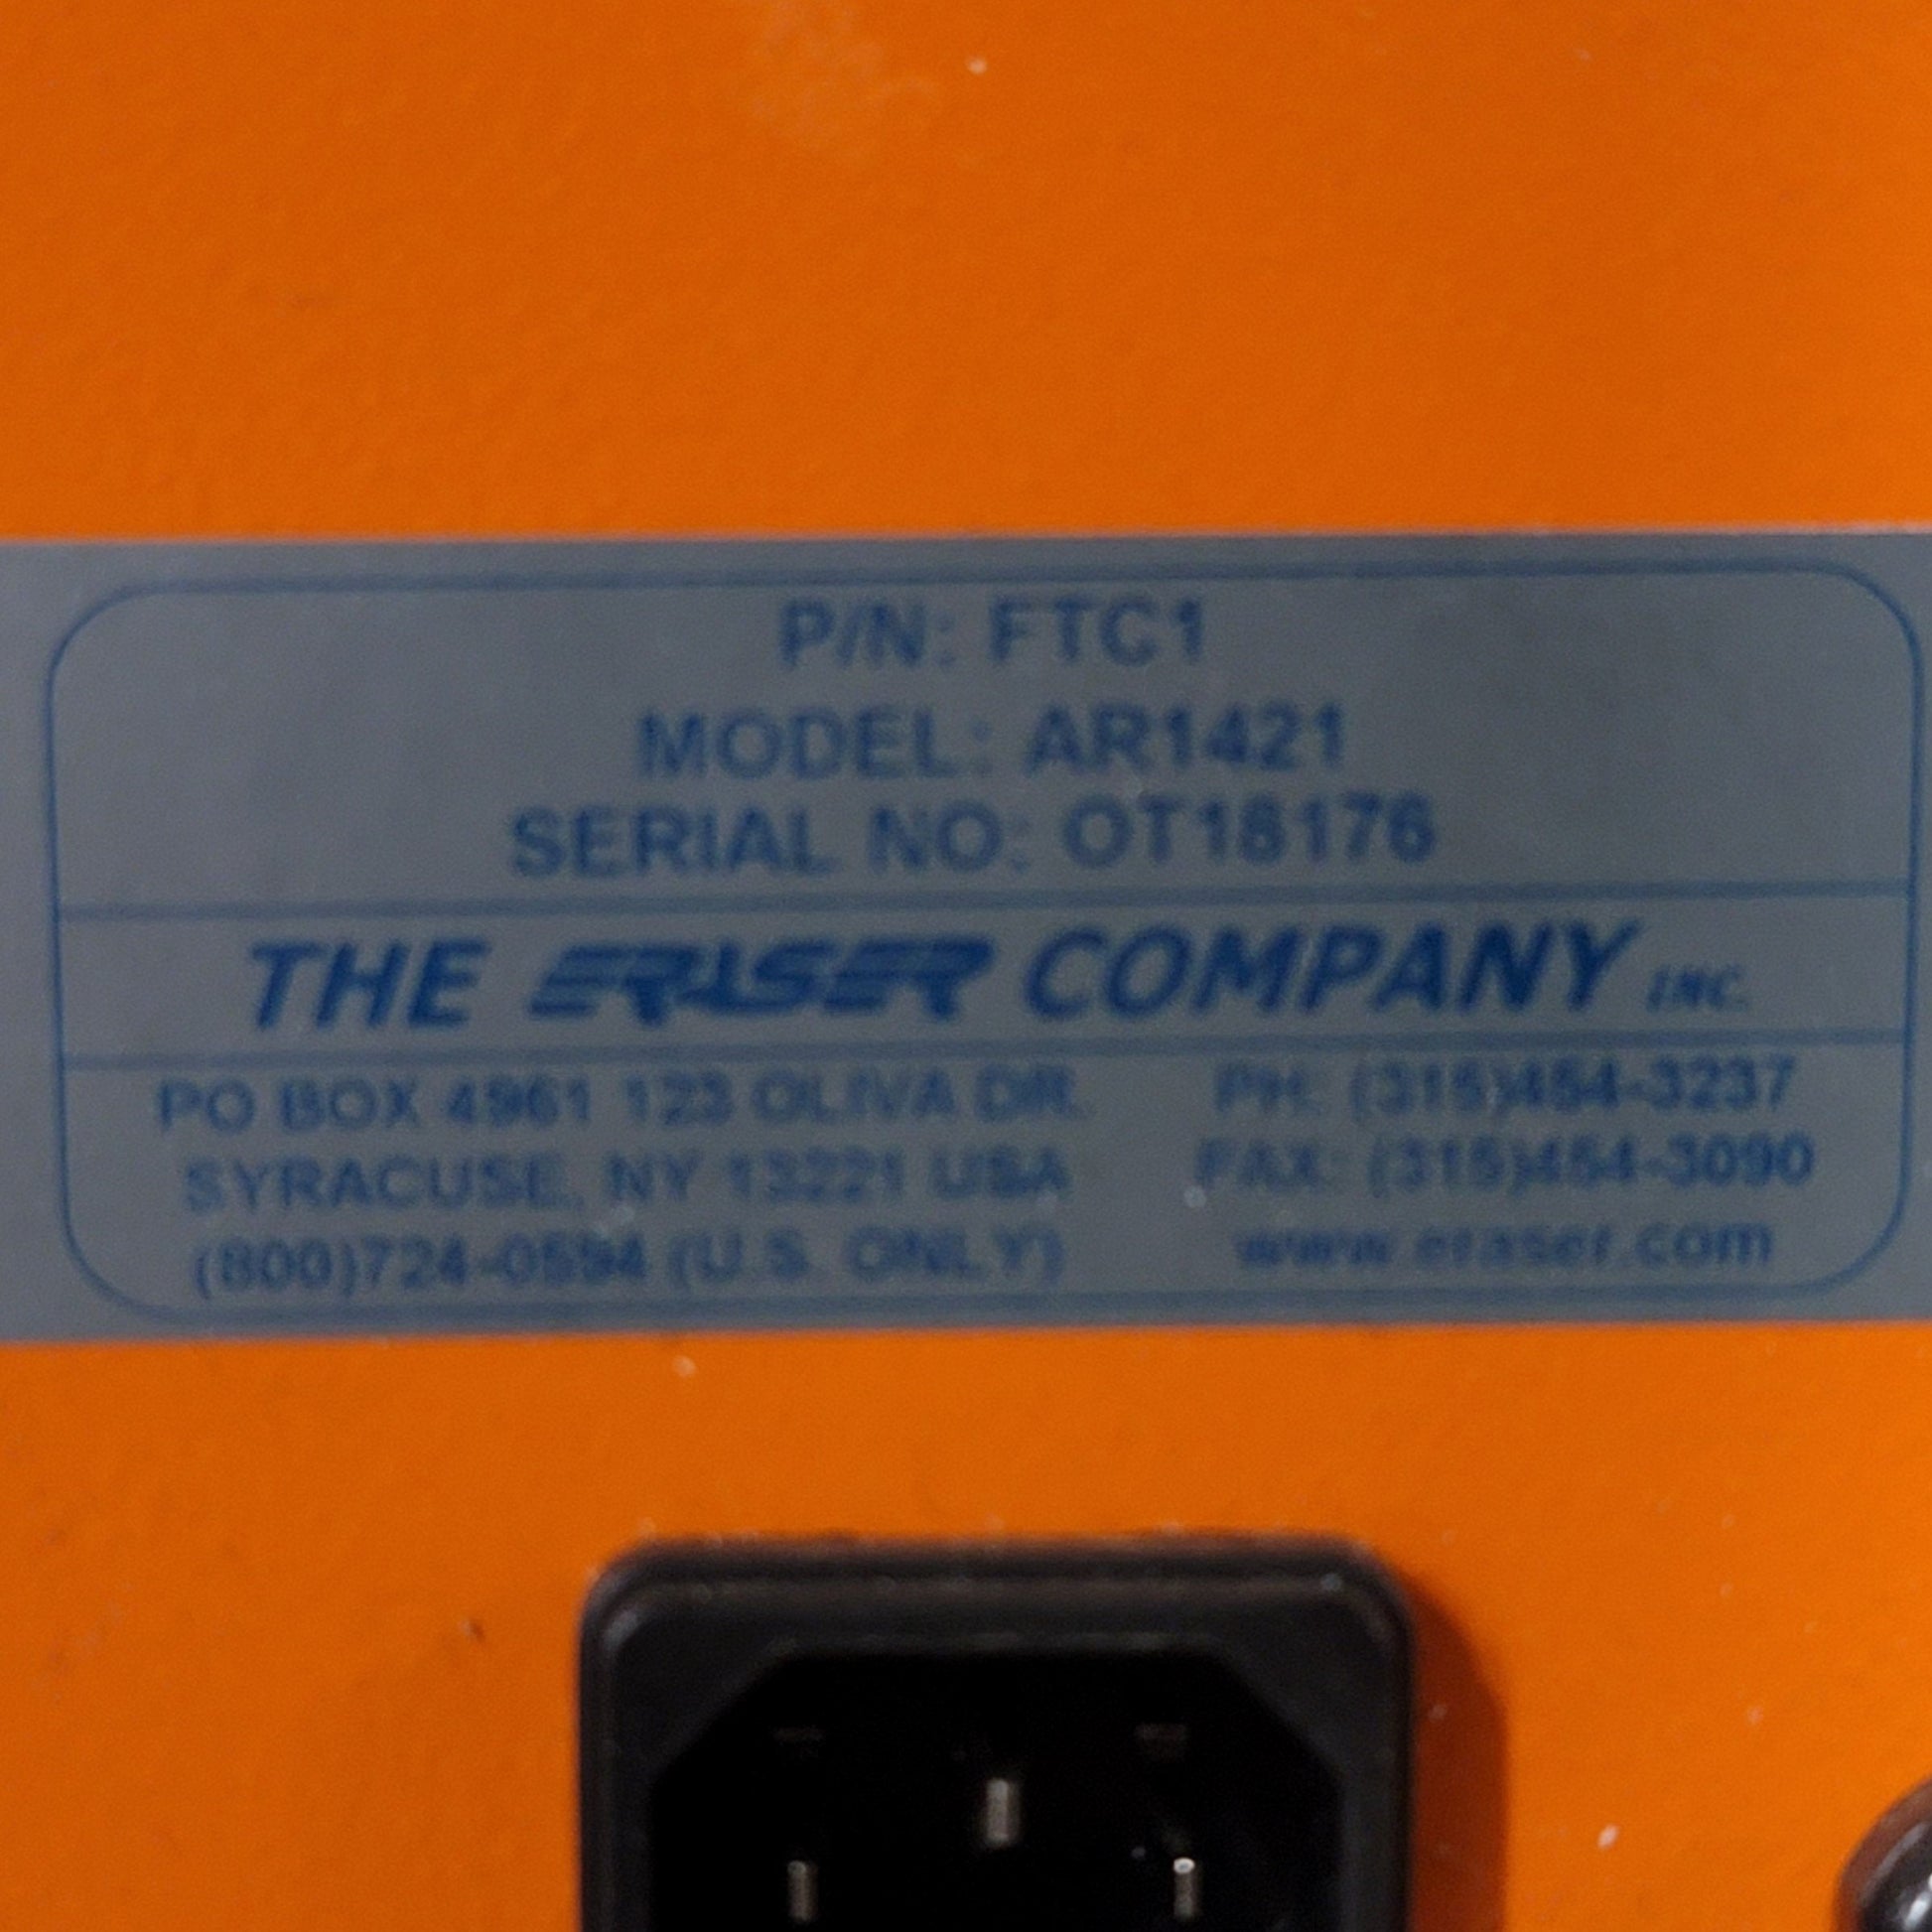 P/N: FTC1
MODEL: AR1421
SERIAL NO: OT18176
THE ERASER COMPANY INC.
PO BOX 4961 123 OLIVA DR.
SYRACUSE, NY 13221 USA
(800)724-0594 (U.S. ONLY)
PH: (315)454-3237
FAX: (315)454-3090
www.eraser.com